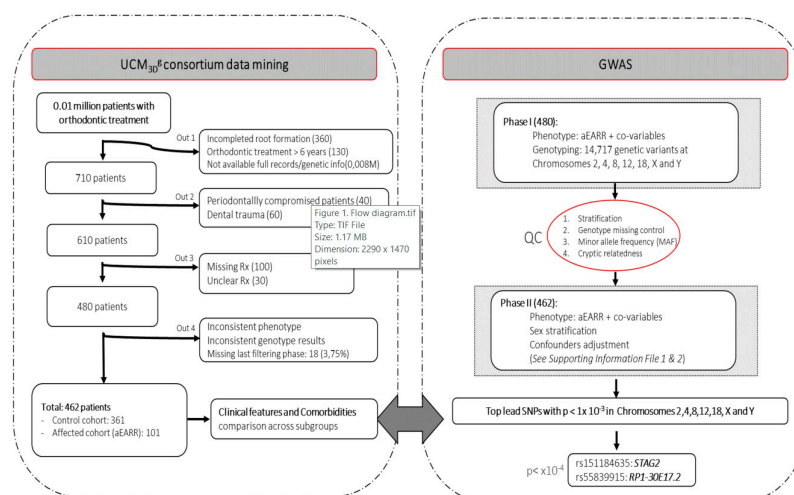 UCM3Dg consortium data mining
0.01 million patients with
orthodontic treatment
Out 1
Incompleted root formation (360)
Orthodontic treatment > 6 years (130)
Not available full records/genetic info(0,008M)
710 patients
Out 2
Periodontallly compromised patients (40)
Dental trauma (60)
Figure 1. Flow diagram.tif
Type: TIF File
Size: 1.17 MB
Dimension: 2290 x 1470
pixels
610 patients
Out 3
Missing Rx (100)
Unclear Rx (30)
480 patients
Out 4
Inconsistent phenotype
Inconsistent genotype results
Missing last filtering phase: 18 (3,75%)
Total: 462 patients
- Control cohort: 361
- Affected cohort (aEARR): 101
Clinical features and Comorbidities
comparison across subgroups
GWAS
Phase I (480):
Phenotype: aEARR + co-variables
Genotyping: 14,717 genetic variants at
Chromosomes 2, 4, 8, 12, 18, X and Y
QC
1. Stratification
2. Genotype missing control
3. Minor allele frequency (MAF)
4. Cryptic relatedness
Phase II (462):
Phenotype: aEARR + co-variables
Sex stratification
Confounders adjustment
(See Supporting Information File 1 & 2)
Top lead SNPs with p < 1x 10-3 in Chromosomes 2,4,8,12,18, X and Y
p< x10-4
rs151184635: STAG2
rs55839915: RP1-30E17.2